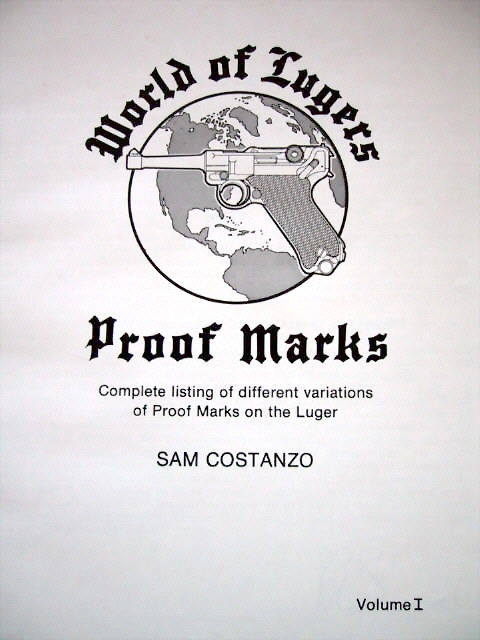 World of Lugers
Proof Marks
Complete listing of different variations
of Proof Marks on the Luger
SAM COSTANZO
Volume I